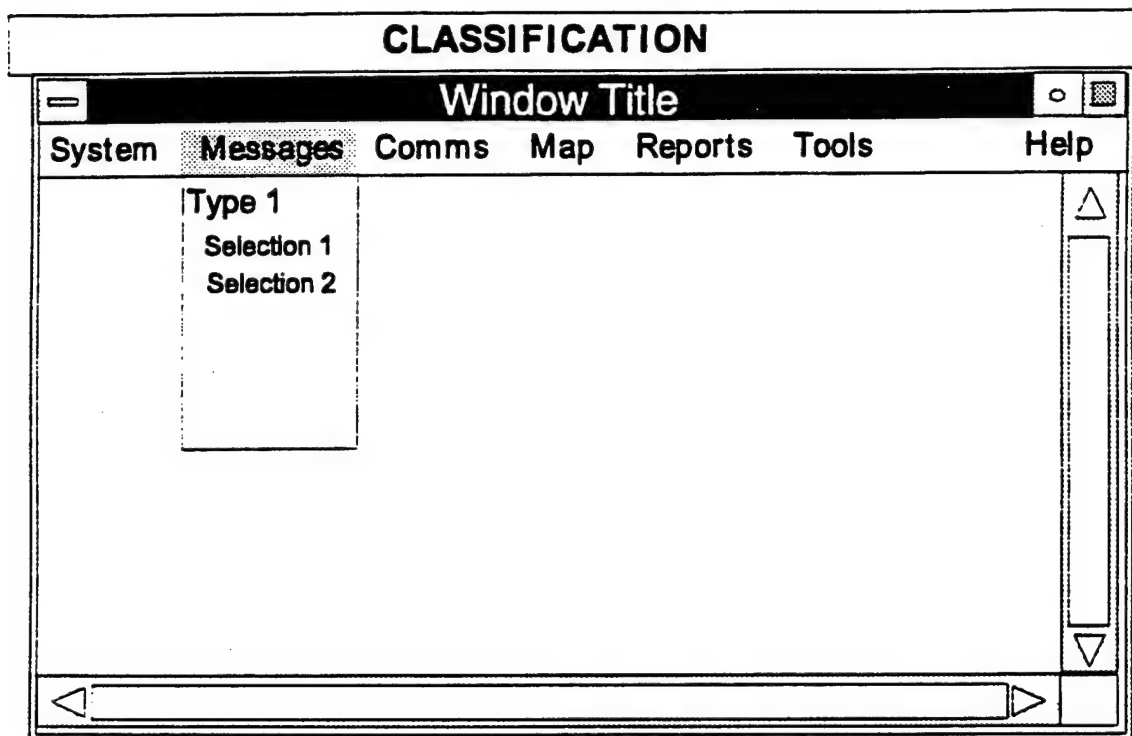 CLASSIFICATION
Window Title
System Messages Comms Map Reports Tools Help
Type 1
Selection 1
Selection 2